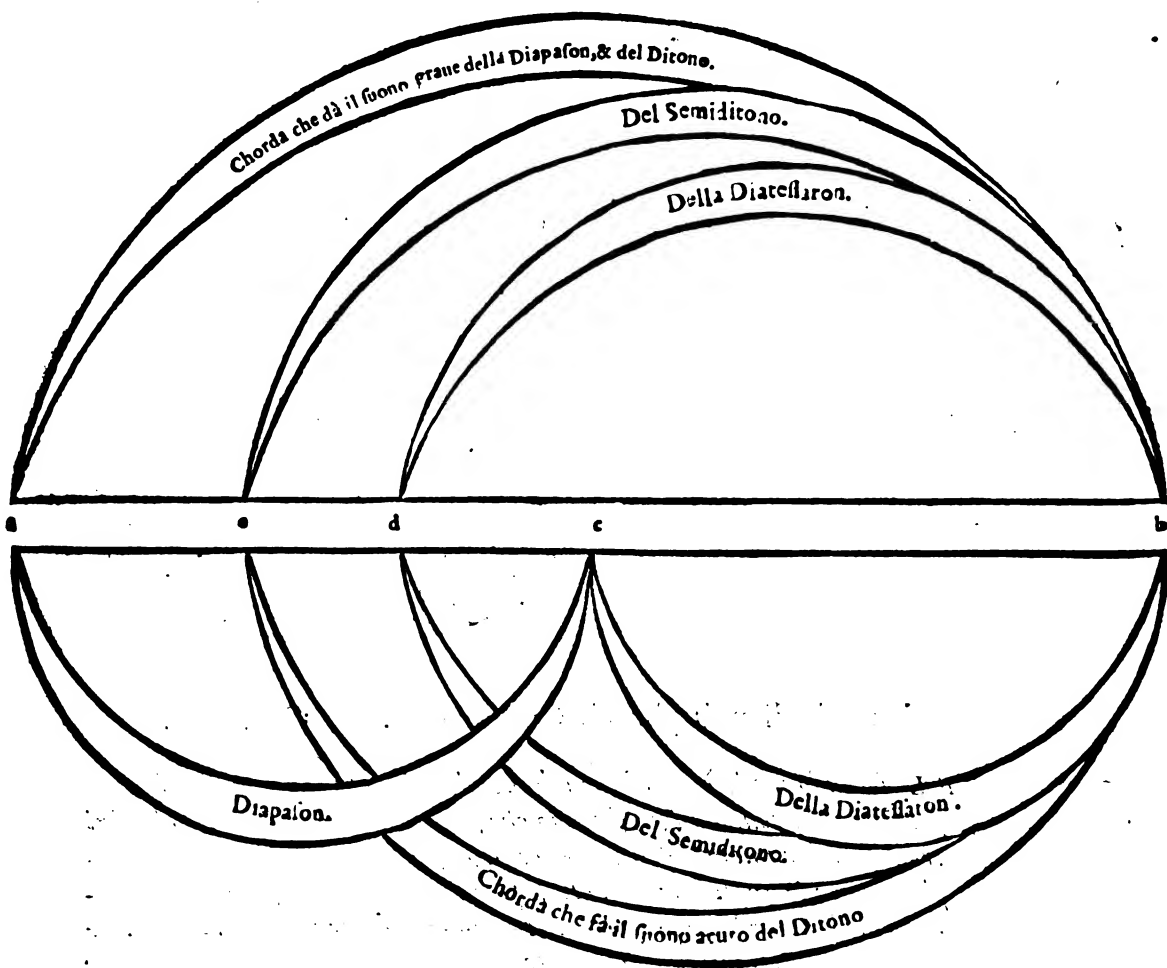 Chorda che dà il ſuono graue della Diapaſon, & del Ditono.
Del Semiditono.
Della Diateſſaron.
a e d c b
Diapaſon.
Della Diateſſaron.
Del Semiditono.
Chorda che fà il ſuono acuto del Ditono